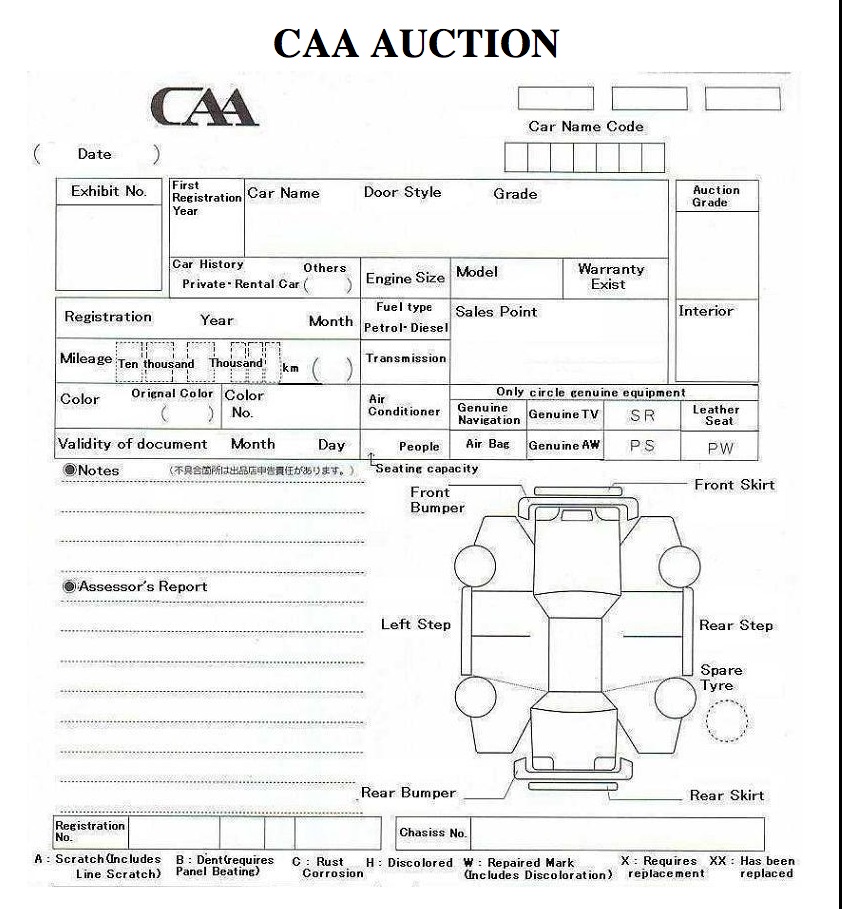 CAA AUCTION
CAA
Car Name Code
( Date )
Exhibit No.
First Registration Year
Car Name Door Style Grade
Auction Grade
Car History Others
Private・Rental Car ( )
Engine Size
Model
Warranty Exist
Registration Year Month
Fuel type
Petrol・Diesel
Sales Point
Interior
Mileage Ten thousand Thousand km ( )
Transmission
Color Orignal Color ( )
Color No.
Air Conditioner
Only circle genuine equipment
Genuine Navigation
Genuine TV
SR
Leather Seat
Validity of document Month Day
People
Air Bag
Genuine AW
PS
PW
Seating capacity
◉Notes (不具合箇所は出品店申告責任があります。)
Front Bumper
Front Skirt
◉Assessor's Report
Left Step
Rear Step
Spare Tyre
Rear Bumper
Rear Skirt
Registration No.
Chasiss No.
A : Scratch(Includes Line Scratch)
B : Dent(requires Panel Beating)
C : Rust Corrosion
H : Discolored
W : Repaired Mark (Includes Discoloration)
X : Requires replacement
XX : Has been replaced